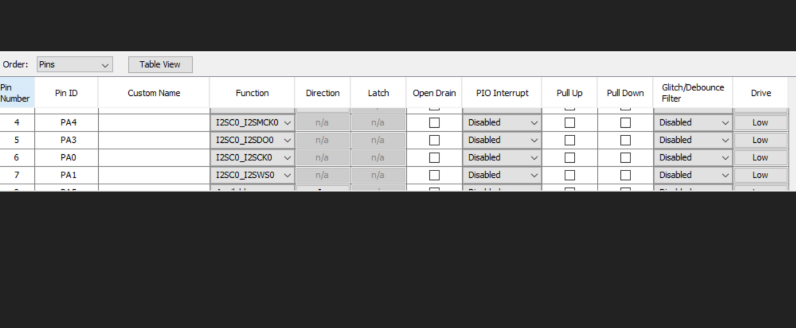 Order: Pins Table View
Pin Number Pin ID Custom Name Function Direction Latch Open Drain PIO Interrupt Pull Up Pull Down Glitch/Debounce Filter Drive
4 PA4 I2SC0_I2SMCK0 n/a n/a Disabled Disabled Low
5 PA3 I2SC0_I2SDO0 n/a n/a Disabled Disabled Low
6 PA0 I2SC0_I2SCK0 n/a n/a Disabled Disabled Low
7 PA1 I2SC0_I2SWS0 n/a n/a Disabled Disabled Low